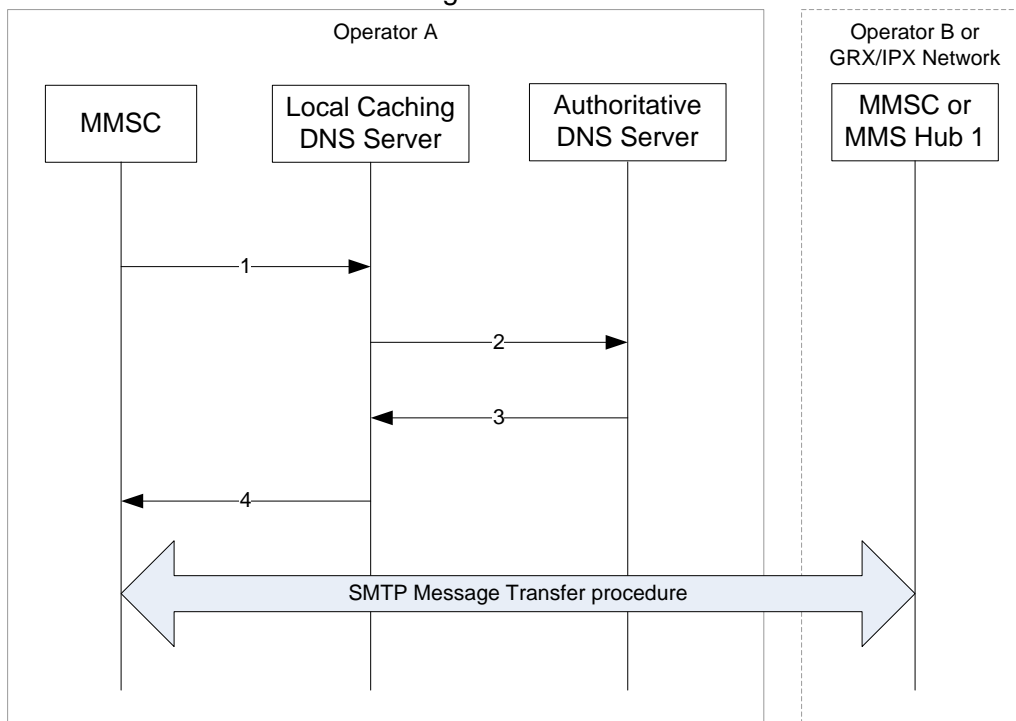 Operator A
Operator B or
GRX/IPX Network
MMSC
Local Caching
DNS Server
Authoritative
DNS Server
MMSC or
MMS Hub 1
1
2
3
4
SMTP Message Transfer procedure